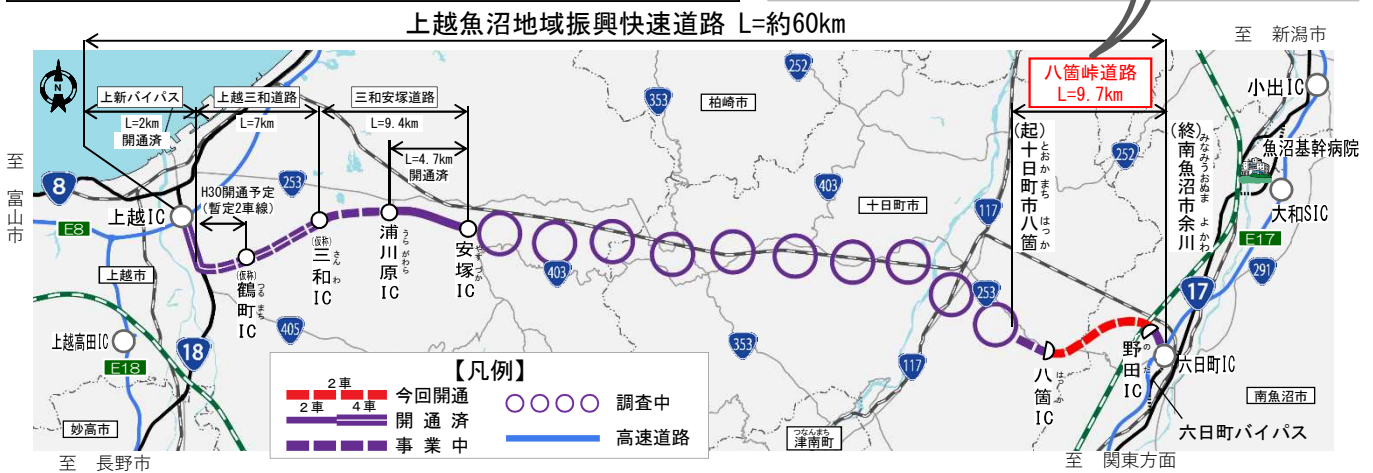 上越魚沼地域振興快速道路 L=約60km
至 新潟市
八箇峠道路
L=9.7km
上新バイパス
L=2km
開通済
上越三和道路
L=7km
三和安塚道路
L=9.4km
L=4.7km
開通済
H30開通予定
(暫定2車線)
N
至 富山市
8
E8
上越IC
上越市
253
(仮称)鶴町IC
つるまち
(仮称)三和IC
さんわ
浦川原IC
うらがわら
安塚IC
やすづか
403
405
353
柏崎市
252
403
十日町市
117
253
(起)十日町市八箇
とおかまち はっか
252
(終)南魚沼市余川
みなみうおぬま よかわ
小出IC
魚沼基幹病院
大和SIC
E17
291
17
上越高田IC
E18
18
妙高市
至 長野市
353
117
津南町
つなんまち
八箇IC
はっか
野田IC
のだ
六日町IC
南魚沼市
六日町バイパス
至 関東方面
【凡例】
2車
今回開通
2車 4車
開通済
事業中
調査中
高速道路